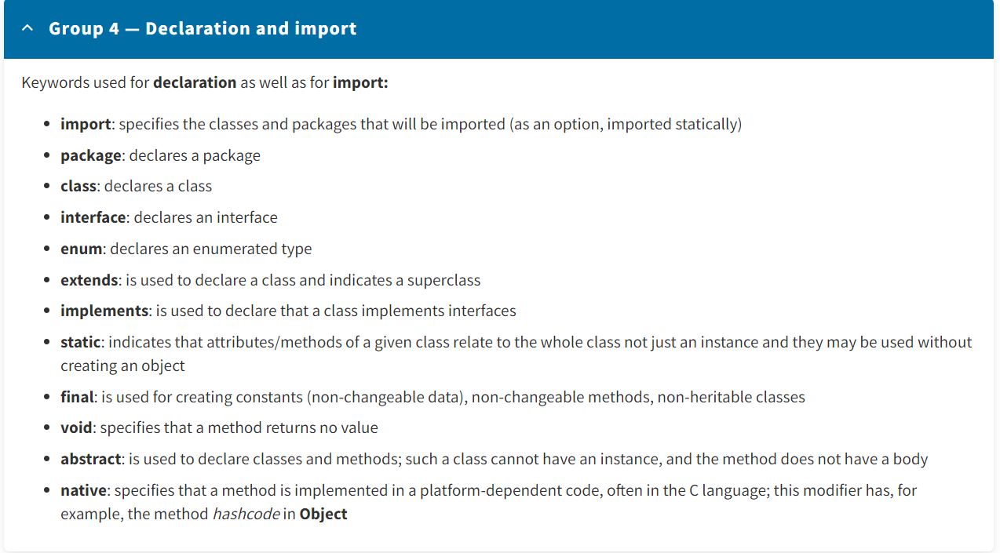 Group 4 — Declaration and import
Keywords used for declaration as well as for import:
• import: specifies the classes and packages that will be imported (as an option, imported statically)
• package: declares a package
• class: declares a class
• interface: declares an interface
• enum: declares an enumerated type
• extends: is used to declare a class and indicates a superclass
• implements: is used to declare that a class implements interfaces
• static: indicates that attributes/methods of a given class relate to the whole class not just an instance and they may be used without
creating an object
• final: is used for creating constants (non-changeable data), non-changeable methods, non-heritable classes
• void: specifies that a method returns no value
• abstract: is used to declare classes and methods; such a class cannot have an instance, and the method does not have a body
• native: specifies that a method is implemented in a platform-dependent code, often in the C language; this modifier has, for
example, the method hashcode in Object